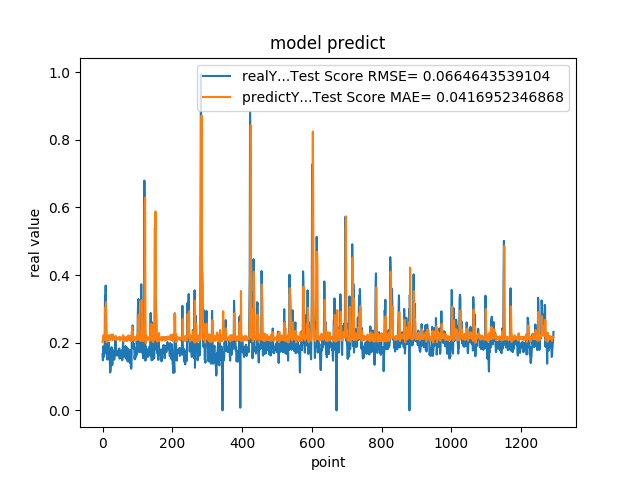 model predict
realY...Test Score RMSE= 0.0664643539104
predictY...Test Score MAE= 0.0416952346868
1.0
0.8
0.6
0.4
0.2
0.0
real value
0 200 400 600 800 1000 1200
point